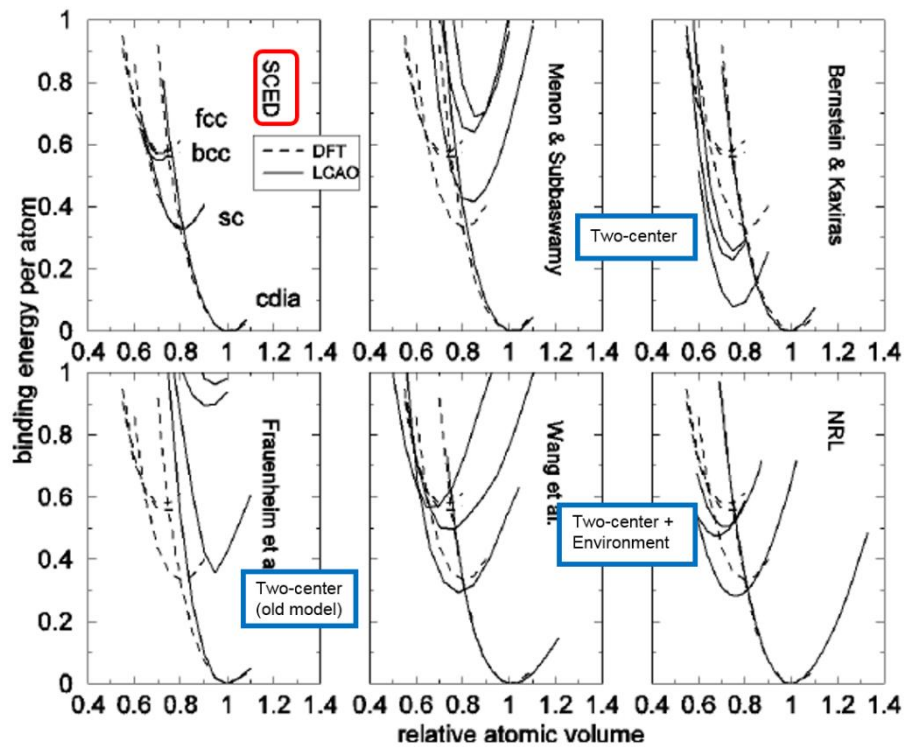 1
0.8
0.6
0.4
0.2
0
0.4 0.6 0.8 1 1.2 1.4
SCED
fcc
bcc
sc
cdia
DFT
LCAO
0.4 0.6 0.8 1 1.2 1.4
Menon & Subbaswamy
Two-center
0.4 0.6 0.8 1 1.2 1.4
Bernstein & Kaxiras
binding energy per atom
1
0.8
0.6
0.4
0.2
0
0.4 0.6 0.8 1 1.2 1.4
Frauenheim et a
Two-center
(old model)
0.4 0.6 0.8 1 1.2 1.4
Wang et al.
Two-center +
Environment
0.4 0.6 0.8 1 1.2 1.4
NRL
relative atomic volume